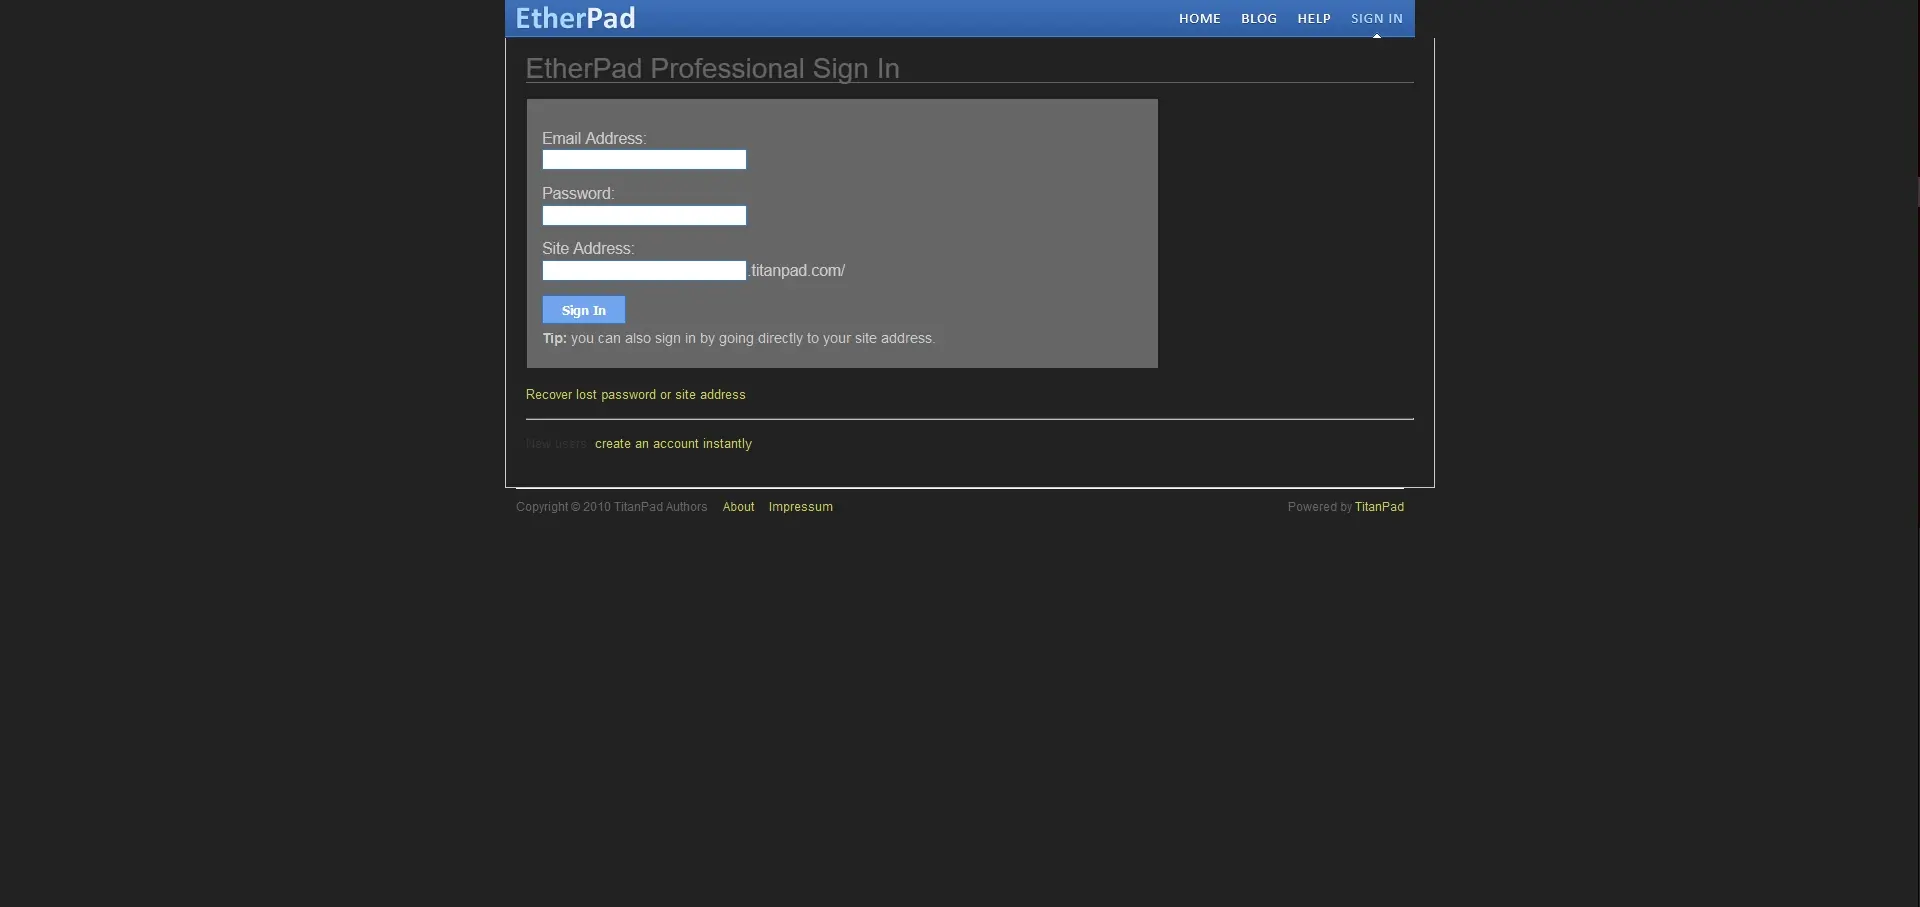 EtherPad
HOME BLOG HELP SIGN IN
EtherPad Professional Sign In
Email Address:
Password:
Site Address:
.titanpad.com/
Sign In
Tip: you can also sign in by going directly to your site address.
Recover lost password or site address
New users, create an account instantly
Copyright © 2010 TitanPad Authors About Impressum Powered by TitanPad